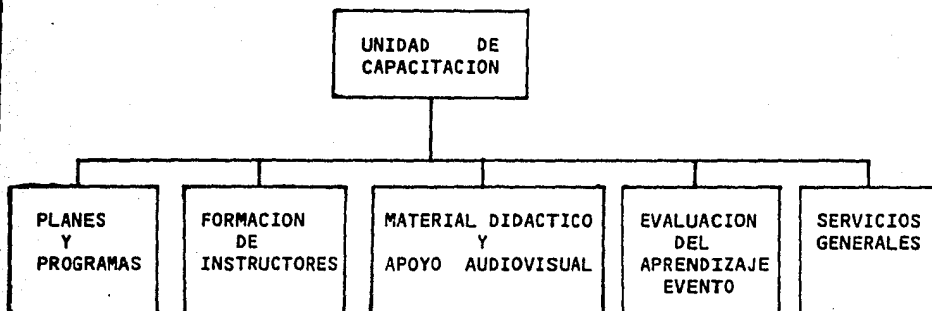 UNIDAD DE
CAPACITACION
PLANES
Y
PROGRAMAS
FORMACION
DE
INSTRUCTORES
MATERIAL DIDACTICO
Y
APOYO AUDIOVISUAL
EVALUACION
DEL
APRENDIZAJE
EVENTO
SERVICIOS
GENERALES